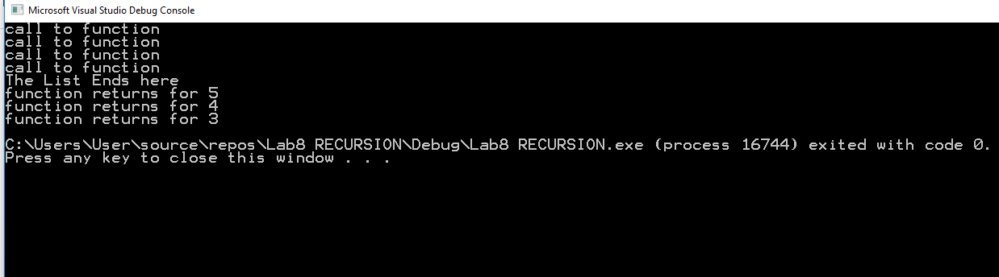 Microsoft Visual Studio Debug Console
call to function
call to function
call to function
call to function
The List Ends here
function returns for 5
function returns for 4
function returns for 3
C:\Users\User\source\repos\Lab8 RECURSION\Debug\Lab8 RECURSION.exe (process 16744) exited with code 0.
Press any key to close this window . . .